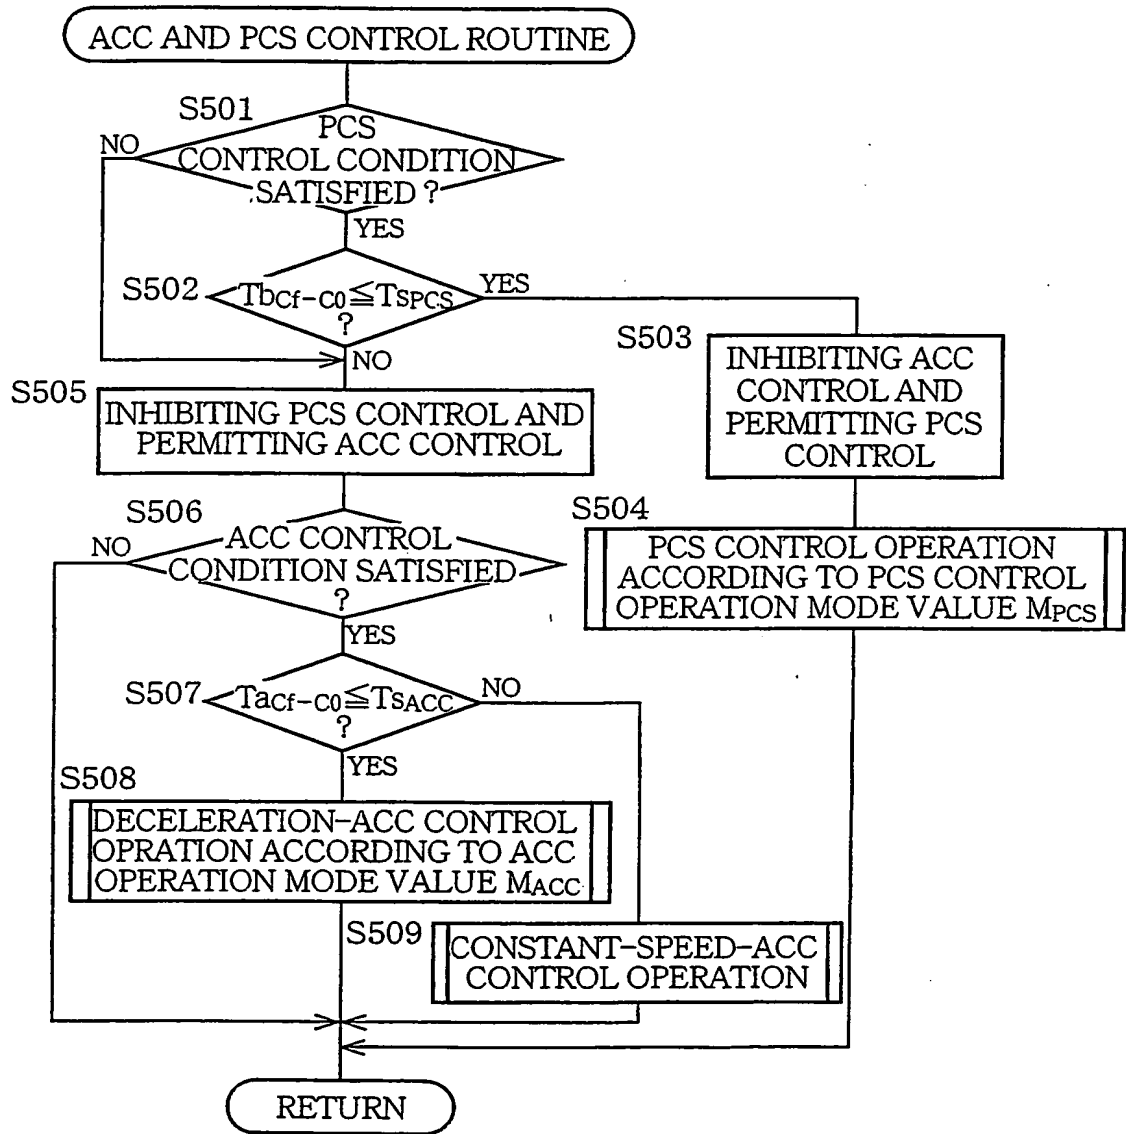 ACC AND PCS CONTROL ROUTINE
S501
PCS
CONTROL CONDITION
SATISFIED ?
NO
YES
S502
TbCf-C0≦TsPCS
?
YES
NO
S503
INHIBITING ACC
CONTROL AND
PERMITTING PCS
CONTROL
S505
INHIBITING PCS CONTROL AND
PERMITTING ACC CONTROL
S504
PCS CONTROL OPERATION
ACCORDING TO PCS CONTROL
OPERATION MODE VALUE MPCS
S506
ACC CONTROL
CONDITION SATISFIED
?
NO
YES
S507
TaCf-C0≦TsACC
?
NO
YES
S508
DECELERATION-ACC CONTROL
OPRATION ACCORDING TO ACC
OPERATION MODE VALUE MACC
S509
CONSTANT-SPEED-ACC
CONTROL OPERATION
RETURN